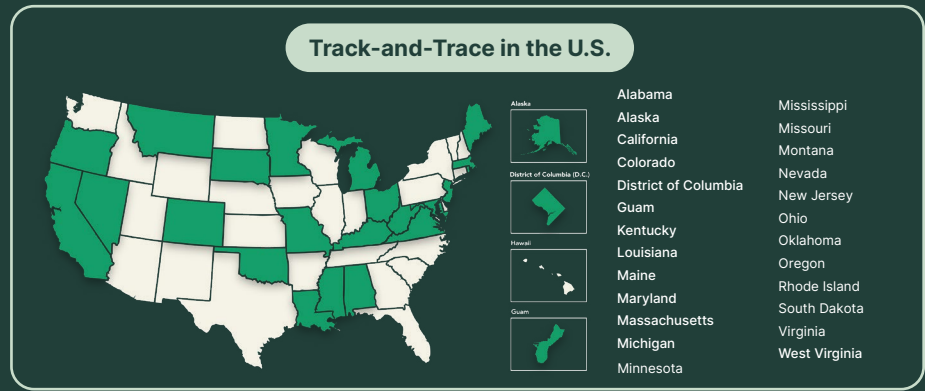 Track-and-Trace in the U.S.
Alaska
District of Columbia (D.C.)
Hawaii
Guam
Alabama
Alaska
California
Colorado
District of Columbia
Guam
Kentucky
Louisiana
Maine
Maryland
Massachusetts
Michigan
Minnesota
Mississippi
Missouri
Montana
Nevada
New Jersey
Ohio
Oklahoma
Oregon
Rhode Island
South Dakota
Virginia
West Virginia